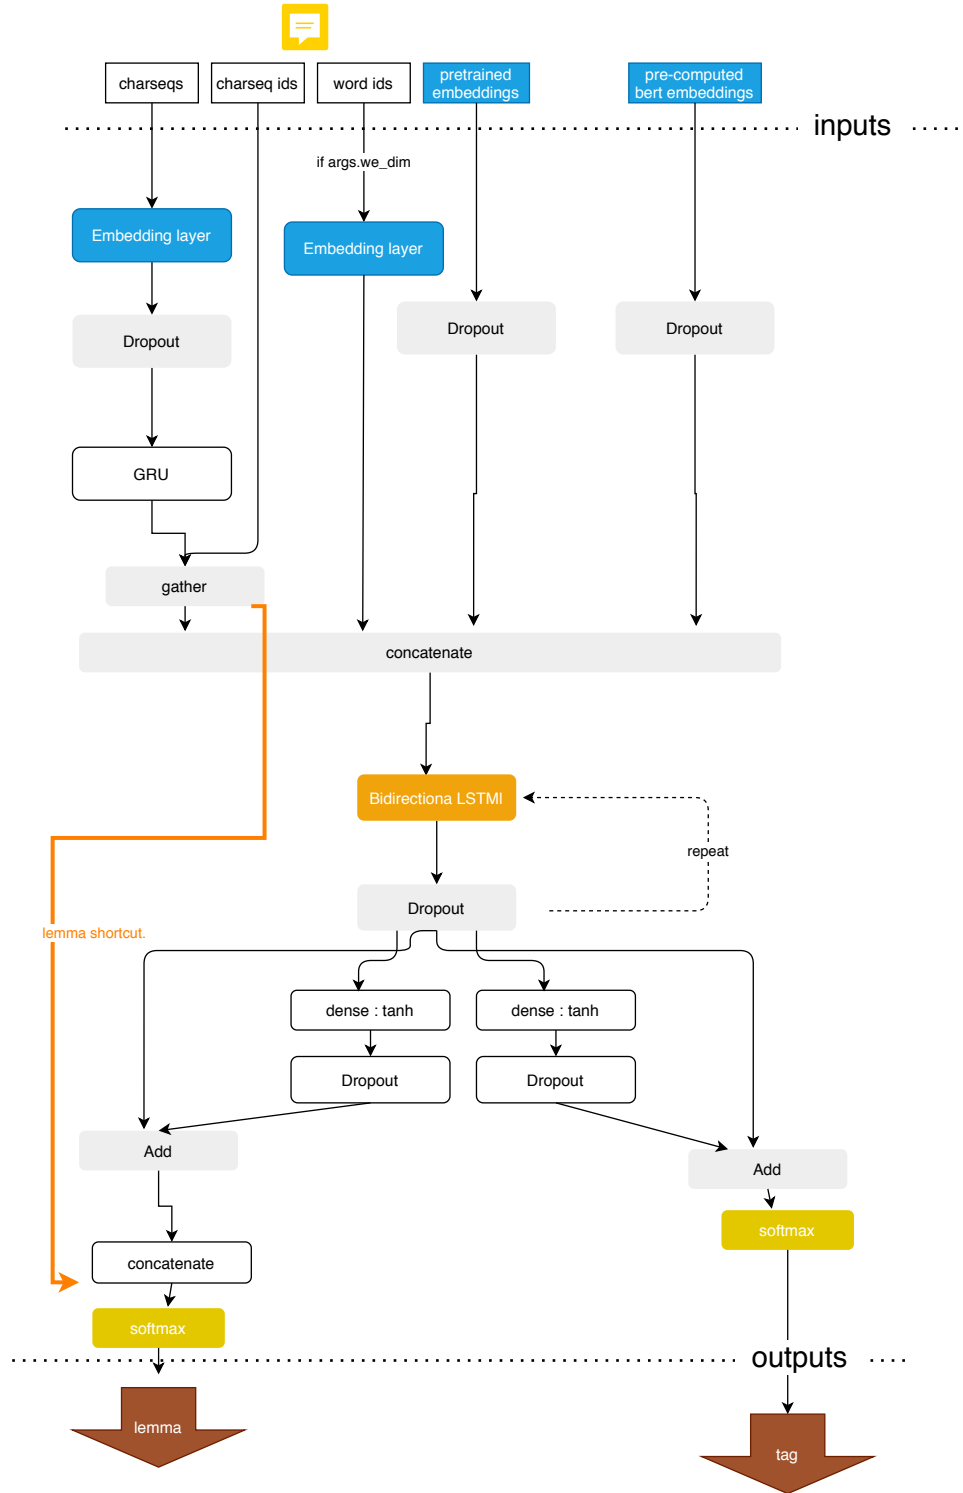 charseqs
charseq ids
word ids
pretrained
embeddings
pre-computed
bert embeddings
inputs
if args.we_dim
Embedding layer
Embedding layer
Dropout
Dropout
Dropout
GRU
gather
concatenate
Bidirectiona LSTMl
repeat
Dropout
lemma shortcut.
dense : tanh
dense : tanh
Dropout
Dropout
Add
Add
softmax
concatenate
softmax
outputs
lemma
tag